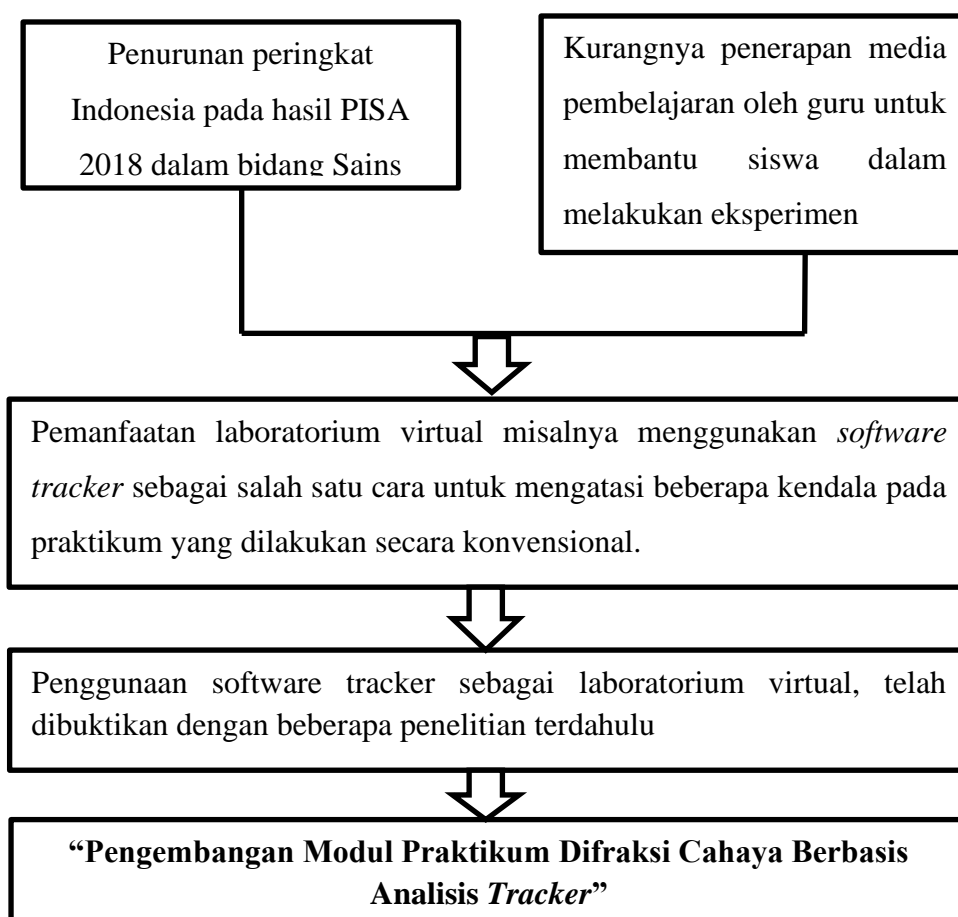 Penurunan peringkat
Indonesia pada hasil PISA
2018 dalam bidang Sains
Kurangnya penerapan media
pembelajaran oleh guru untuk
membantu siswa dalam
melakukan eksperimen
Pemanfaatan laboratorium virtual misalnya menggunakan software
tracker sebagai salah satu cara untuk mengatasi beberapa kendala pada
praktikum yang dilakukan secara konvensional.
Penggunaan software tracker sebagai laboratorium virtual, telah
dibuktikan dengan beberapa penelitian terdahulu
“Pengembangan Modul Praktikum Difraksi Cahaya Berbasis
Analisis Tracker”